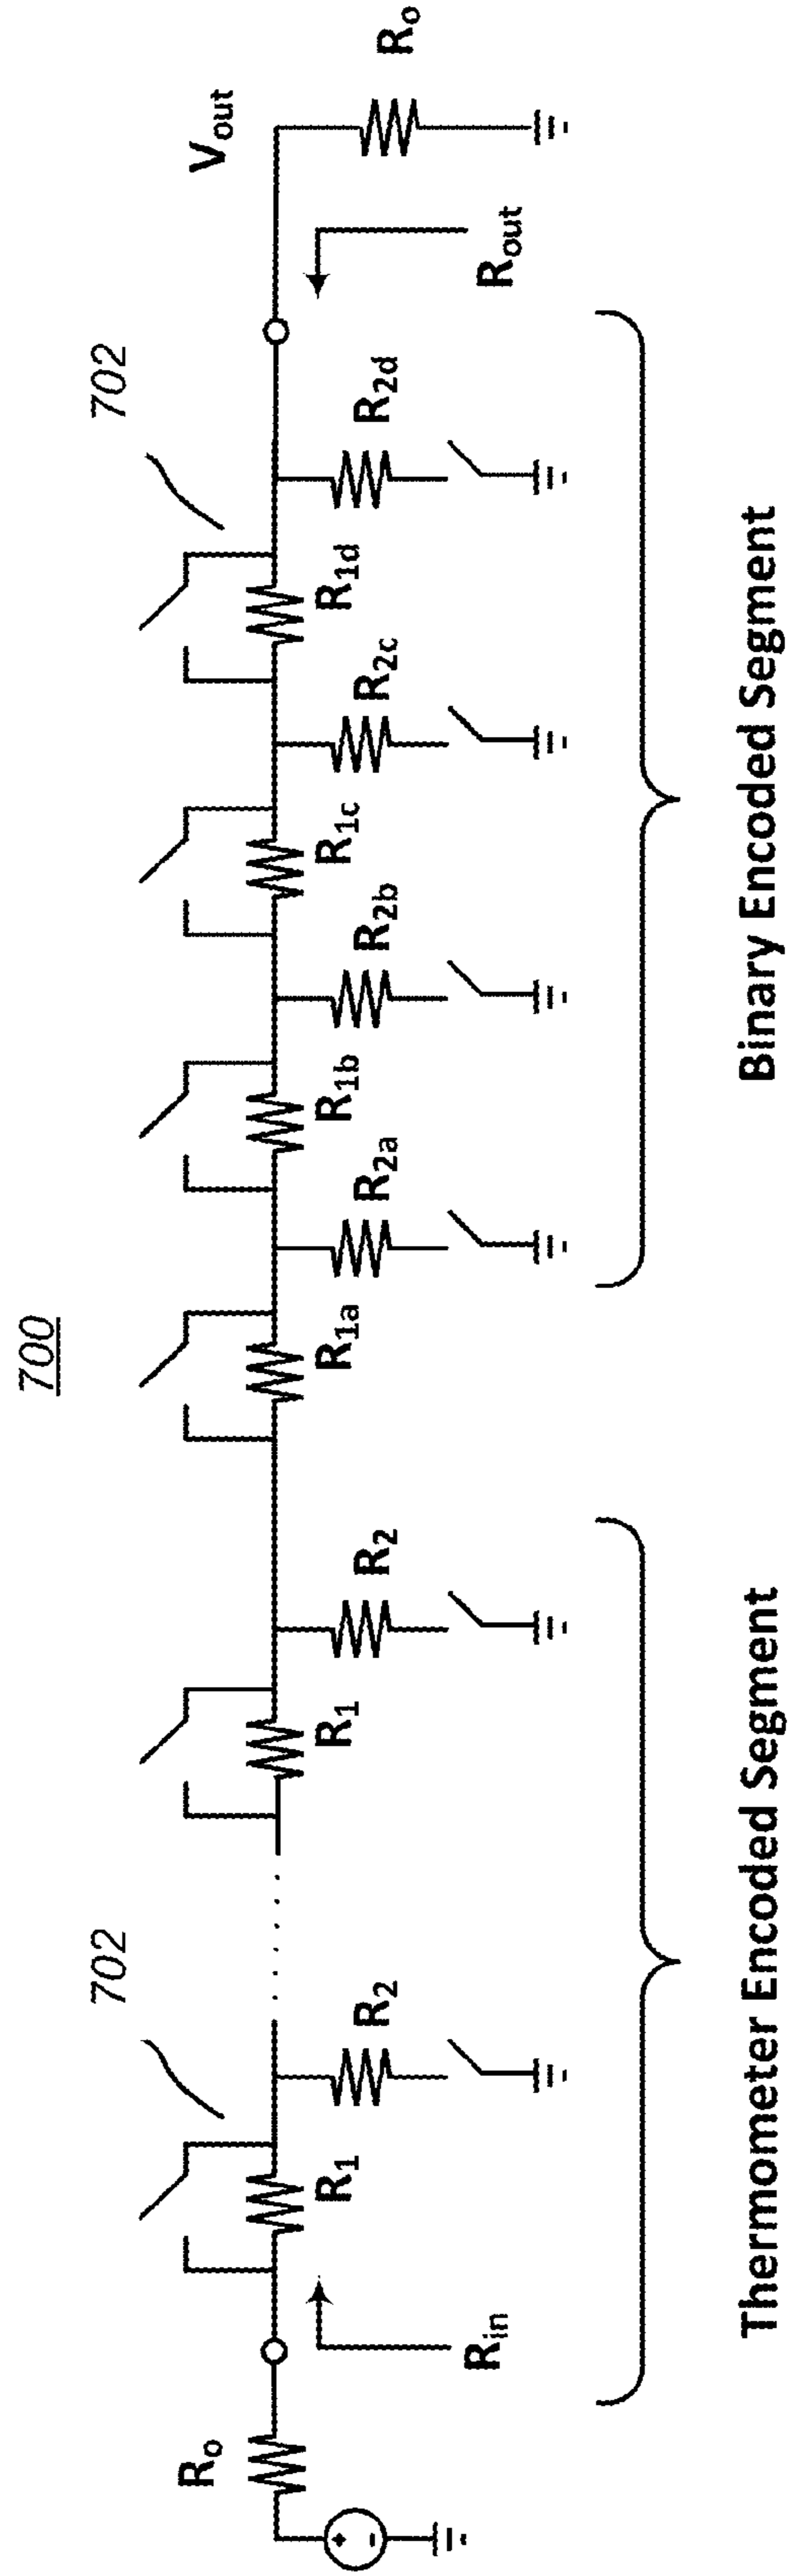 700
702
702
Vout
Ro
R1
R1
R1a
R1b
R1c
R1d
Ro
R2
R2
R2a
R2b
R2c
R2d
Rin
Rout
Thermometer Encoded Segment
Binary Encoded Segment